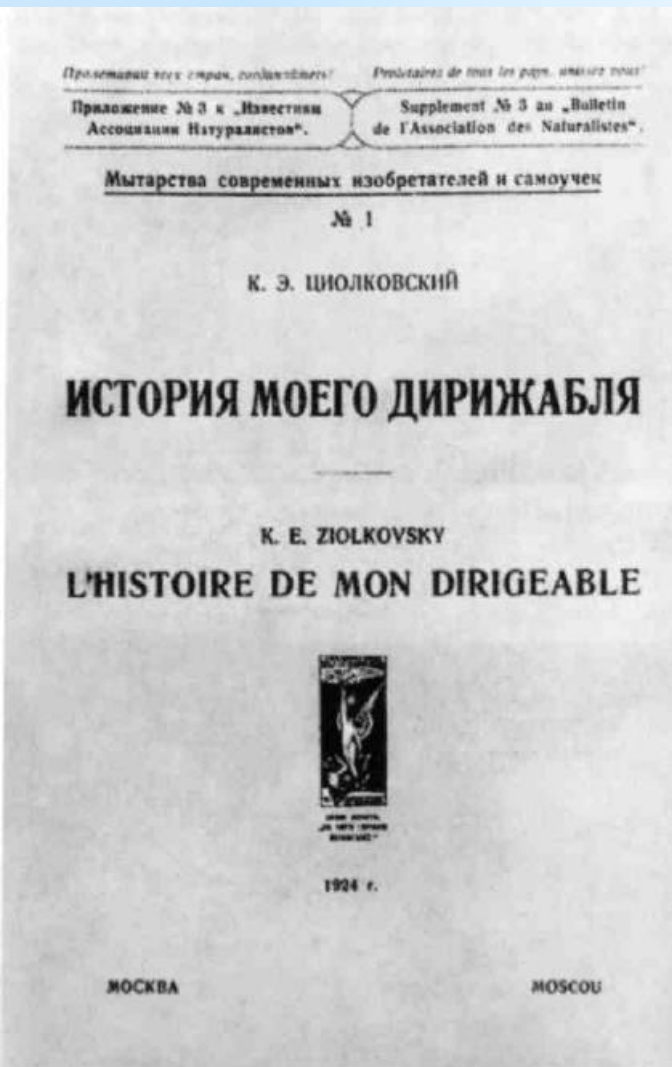 Пролетарии всех стран, соединяйтесь!
Prolétaires de tous les pays, unissez vous!
Приложение № 3 к „Известиям
Ассоциации Натуралистов“.
Supplement № 3 au „Bulletin
de l'Association des Naturalistes“.
Мытарства современных изобретателей и самоучек
№ 1
К. Э. ЦИОЛКОВСКИЙ
ИСТОРИЯ МОЕГО ДИРИЖАБЛЯ
K. E. ZIOLKOVSKY
L'HISTOIRE DE MON DIRIGEABLE
1924 г.
МОСКВА
MOSCOU